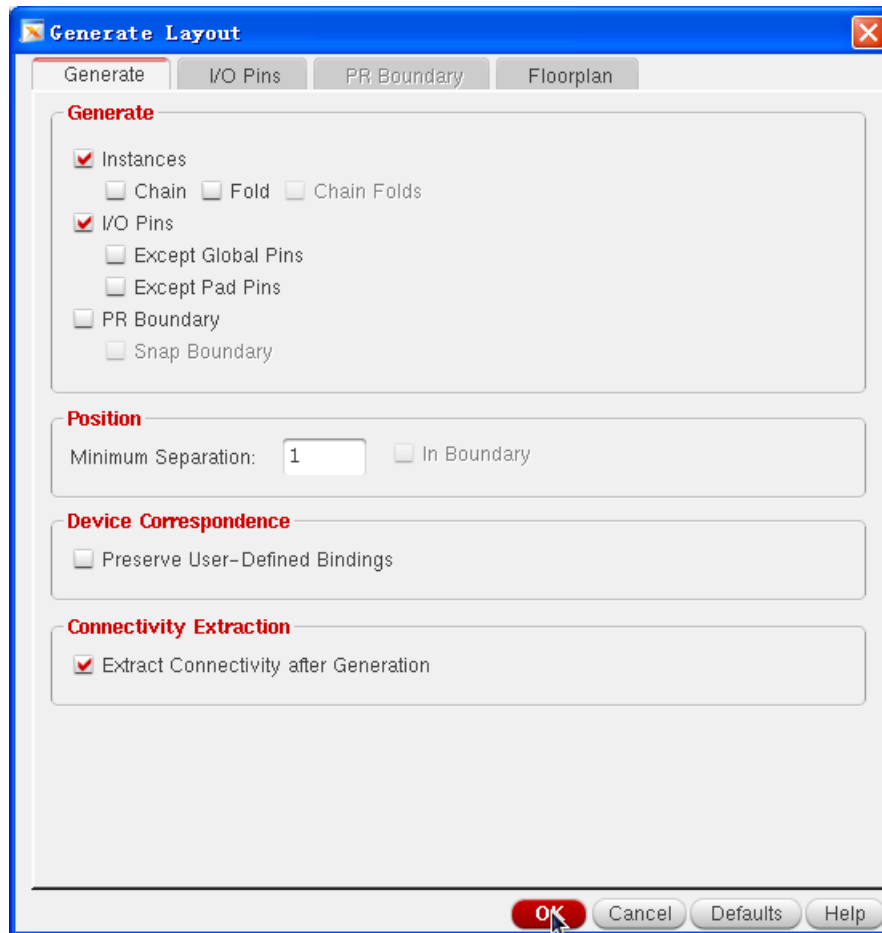 Generate Layout
Generate I/O Pins PR Boundary Floorplan
Generate
Instances
Chain Fold Chain Folds
I/O Pins
Except Global Pins
Except Pad Pins
PR Boundary
Snap Boundary
Position
Minimum Separation: 1 In Boundary
Device Correspondence
Preserve User-Defined Bindings
Connectivity Extraction
Extract Connectivity after Generation
OK Cancel Defaults Help